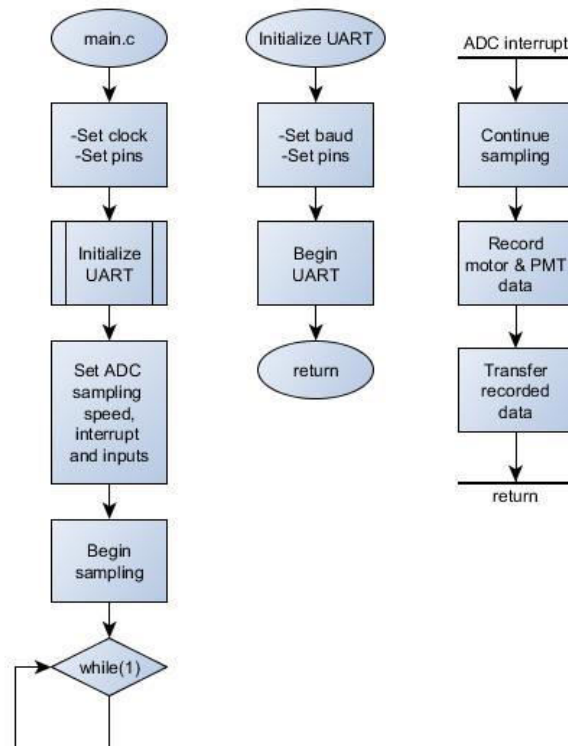 main.c
-Set clock
-Set pins
Initialize
UART
Set ADC
sampling
speed,
interrupt
and inputs
Begin
sampling
while(1)
Initialize UART
-Set baud
-Set pins
Begin
UART
return
ADC interrupt
Continue
sampling
Record
motor & PMT
data
Transfer
recorded
data
return